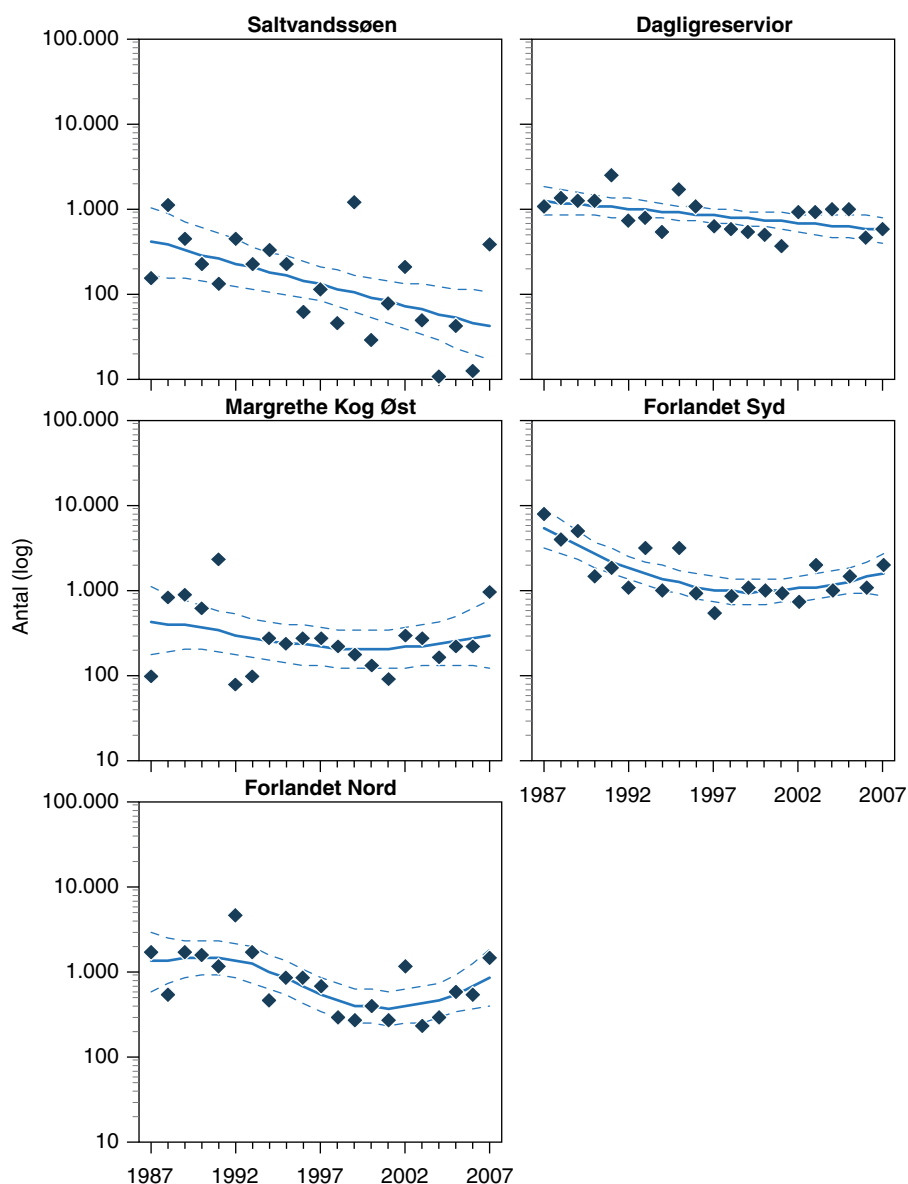 Saltvandssøen
Dagligreservior
100.000
10.000
1.000
100
10
Margrethe Kog Øst
Forlandet Syd
100.000
10.000
1.000
100
10
Antal (log)
1987 1992 1997 2002 2007
Forlandet Nord
100.000
10.000
1.000
100
10
1987 1992 1997 2002 2007